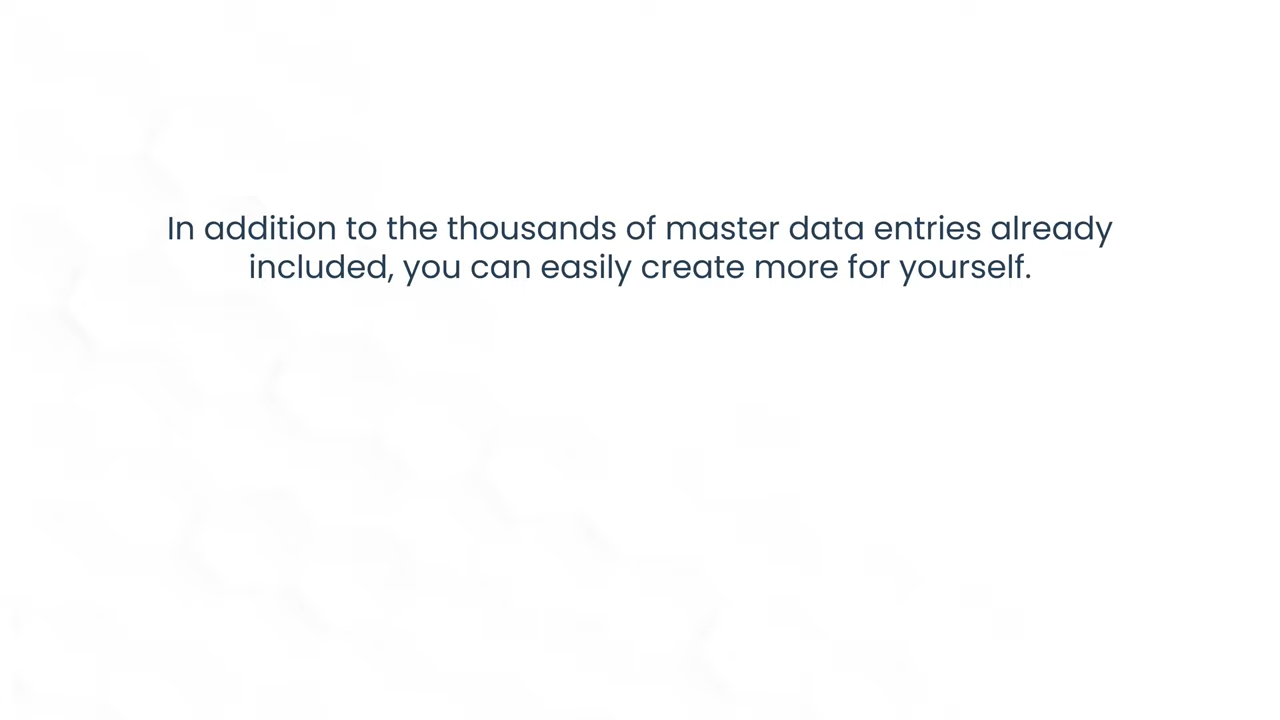 In addition to the thousands of master data entries already
included, you can easily create more for yourself.